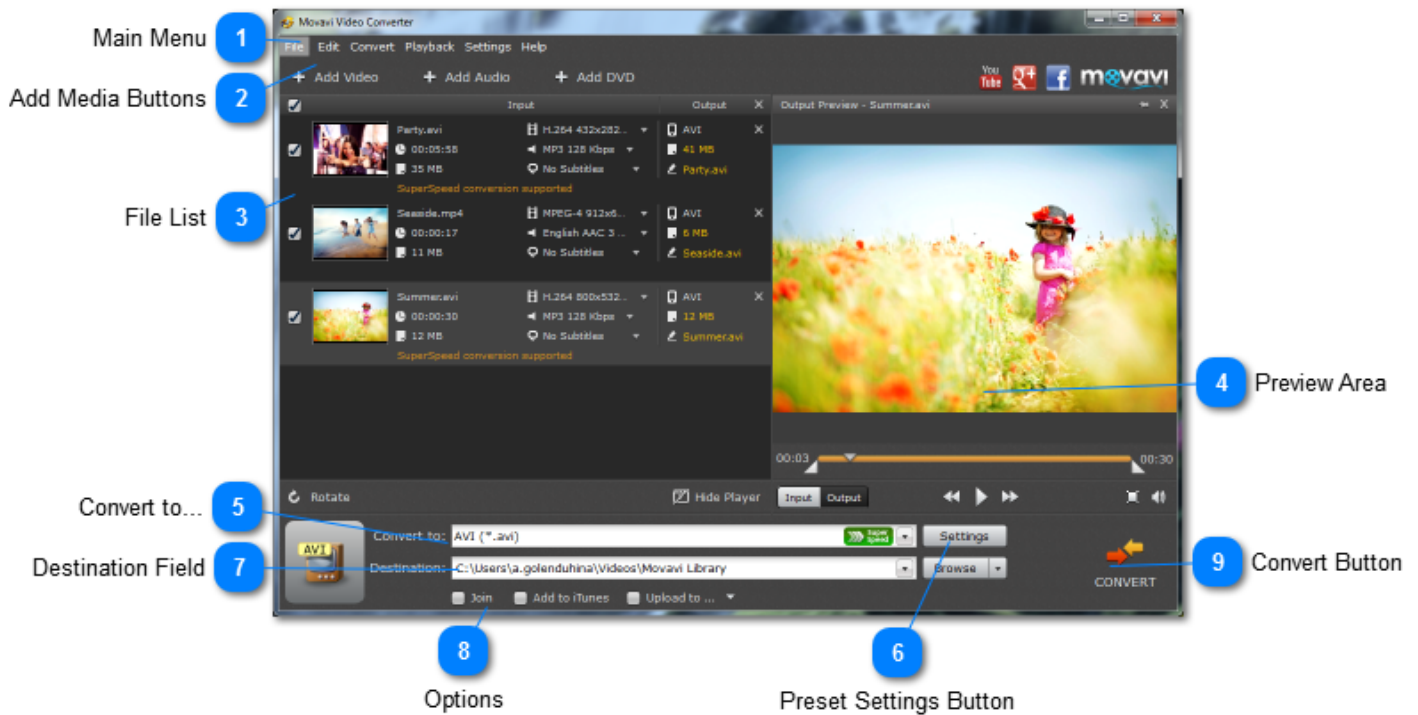 Movavi Video Converter
Main Menu 1
File Edit Convert Playback Settings Help
+ Add Video + Add Audio + Add DVD
You Tube g+ f movavi
Add Media Buttons 2
Input Output X
Output Preview - Summer.avi X
Party.avi H.264 432x282... AVI X
00:05:58 MP3 128 Kbps 41 MB
35 MB No Subtitles Party.avi
SuperSpeed conversion supported
File List 3
Seaside.mp4 MPEG-4 912x6... AVI X
00:00:17 English AAC 3 ... 6 MB
11 MB No Subtitles Seaside.avi
Summer.avi H.264 800x532... AVI X
00:00:30 MP3 128 Kbps 12 MB
12 MB No Subtitles Summer.avi
SuperSpeed conversion supported
4 Preview Area
00:03 00:30
Rotate Hide Player Input Output
Convert to... 5
AVI
Convert to: AVI (*.avi) Super Speed Settings
Destination Field 7
Destination: C:\Users\a.golenduhina\Videos\Movavi Library Browse
CONVERT
9 Convert Button
Join Add to iTunes Upload to ...
8
Options
6
Preset Settings Button